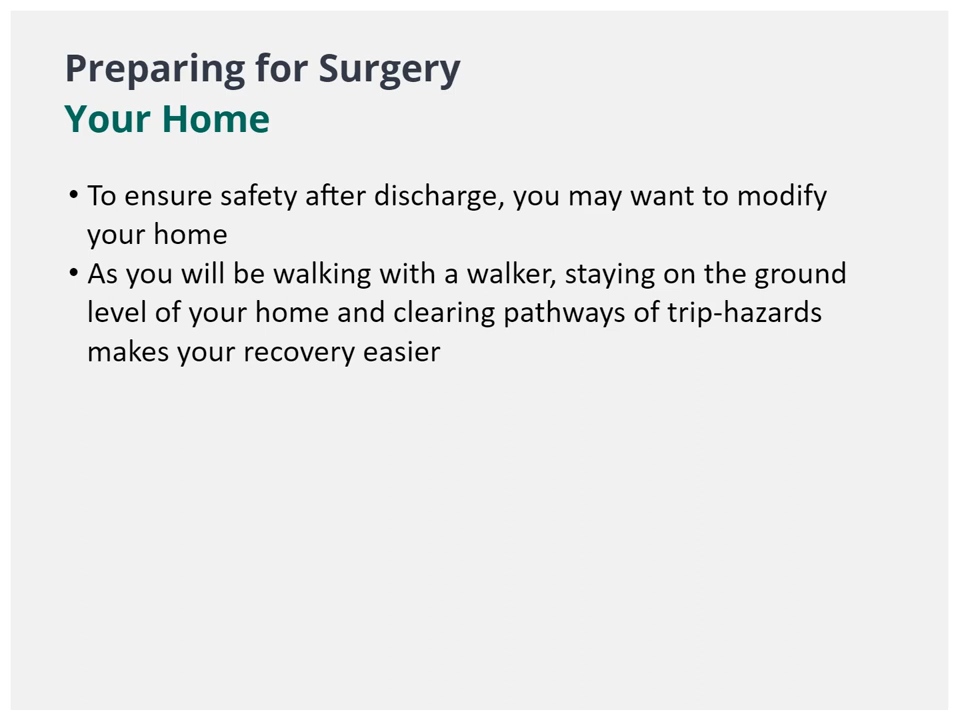 Preparing for Surgery
Your Home
• To ensure safety after discharge, you may want to modify
your home
• As you will be walking with a walker, staying on the ground
level of your home and clearing pathways of trip-hazards
makes your recovery easier